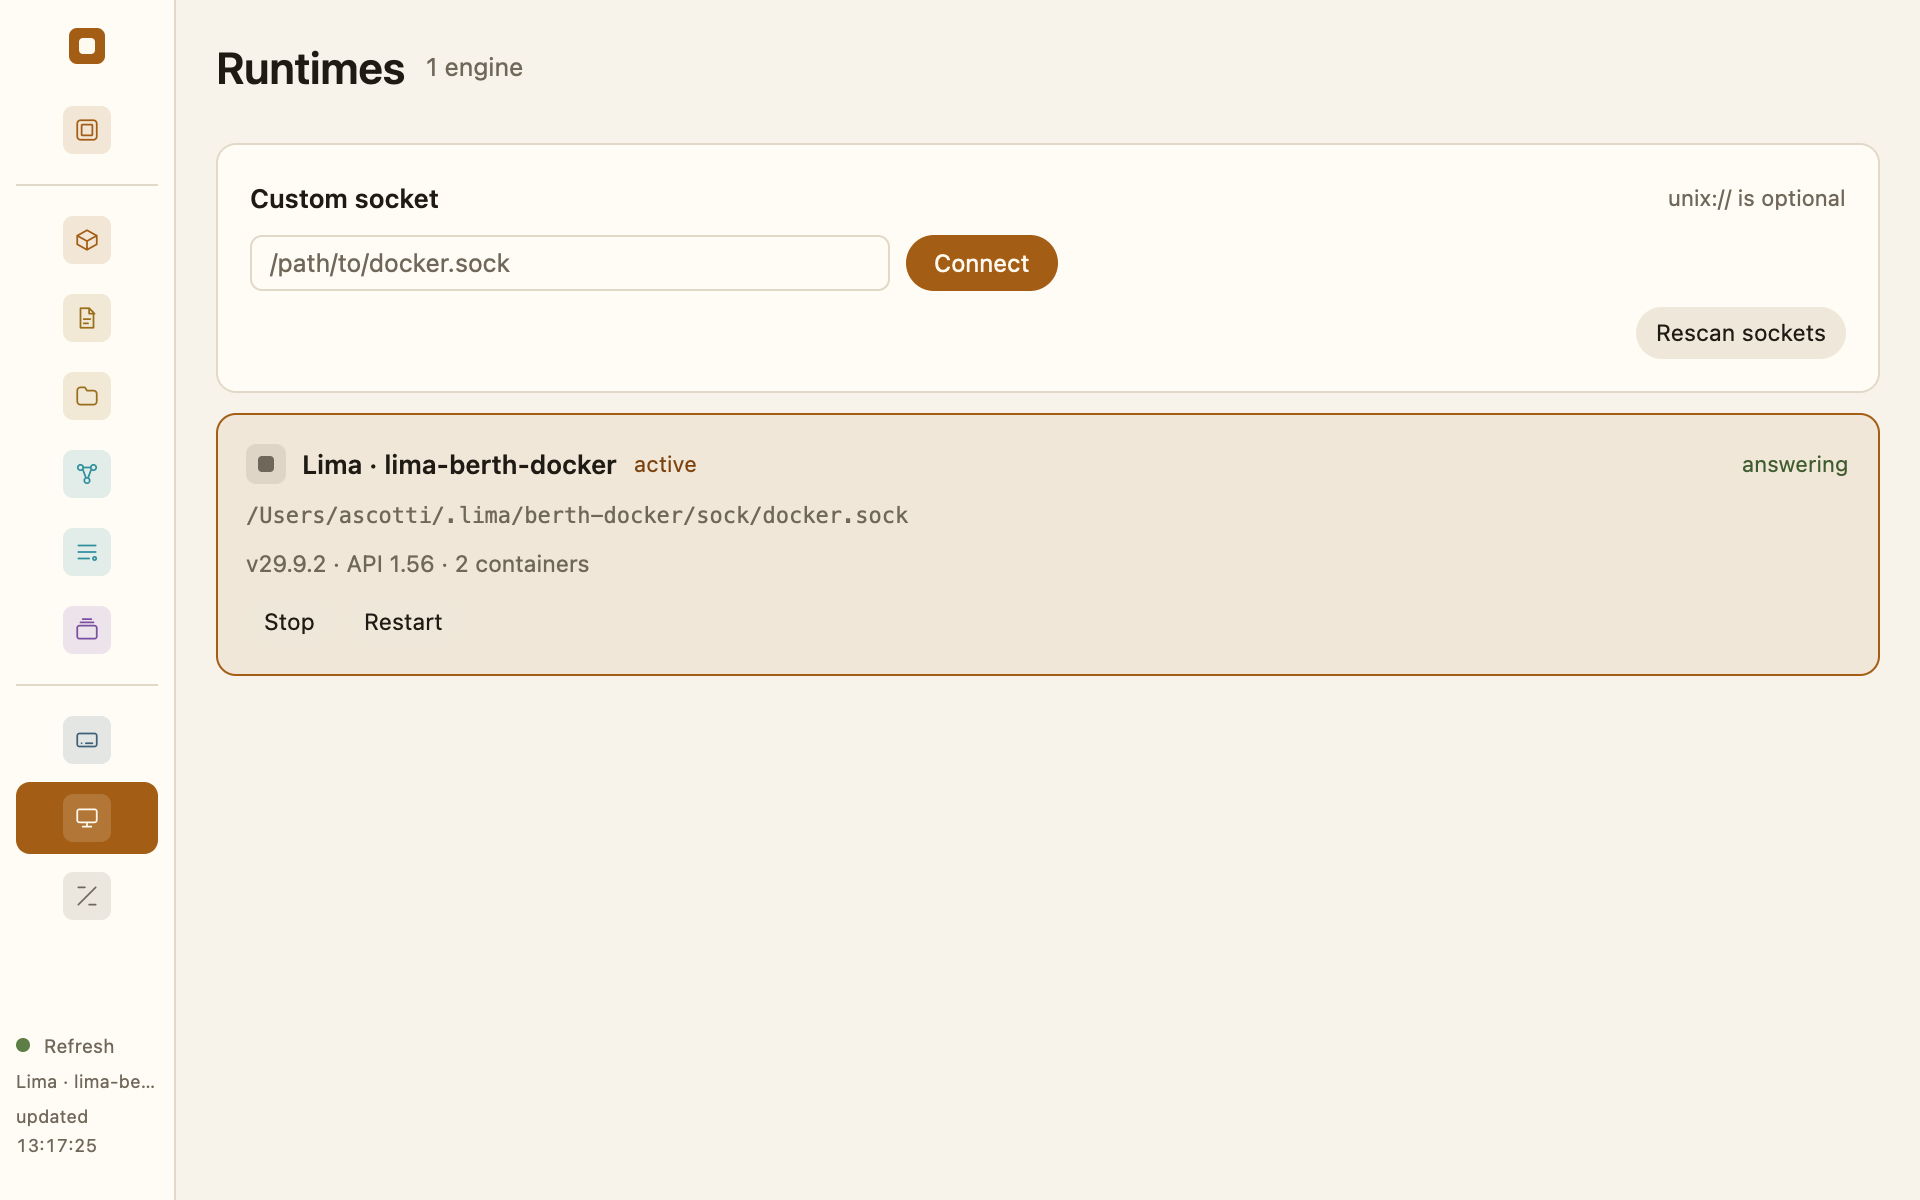 Runtimes 1 engine
Custom socket unix:// is optional
/path/to/docker.sock Connect
Rescan sockets
Lima · lima-berth-docker active answering
/Users/ascotti/.lima/berth-docker/sock/docker.sock
v29.9.2 · API 1.56 · 2 containers
Stop Restart
Refresh
Lima · lima-be...
updated
13:17:25